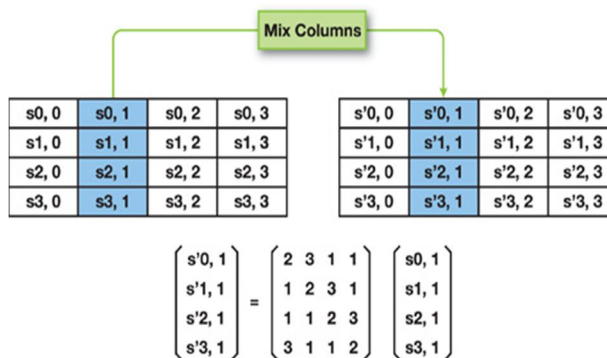 Mix Columns
s0, 0 s0, 1 s0, 2 s0, 3 s'0, 0 s'0, 1 s'0, 2 s'0, 3
s1, 0 s1, 1 s1, 2 s1, 3 s'1, 0 s'1, 1 s'1, 2 s'1, 3
s2, 0 s2, 1 s2, 2 s2, 3 s'2, 0 s'2, 1 s'2, 2 s'2, 3
s3, 0 s3, 1 s3, 2 s3, 3 s'3, 0 s'3, 1 s'3, 2 s'3, 3
s'0, 1 2 3 1 1 s0, 1
s'1, 1 = 1 2 3 1 s1, 1
s'2, 1 1 1 2 3 s2, 1
s'3, 1 3 1 1 2 s3, 1